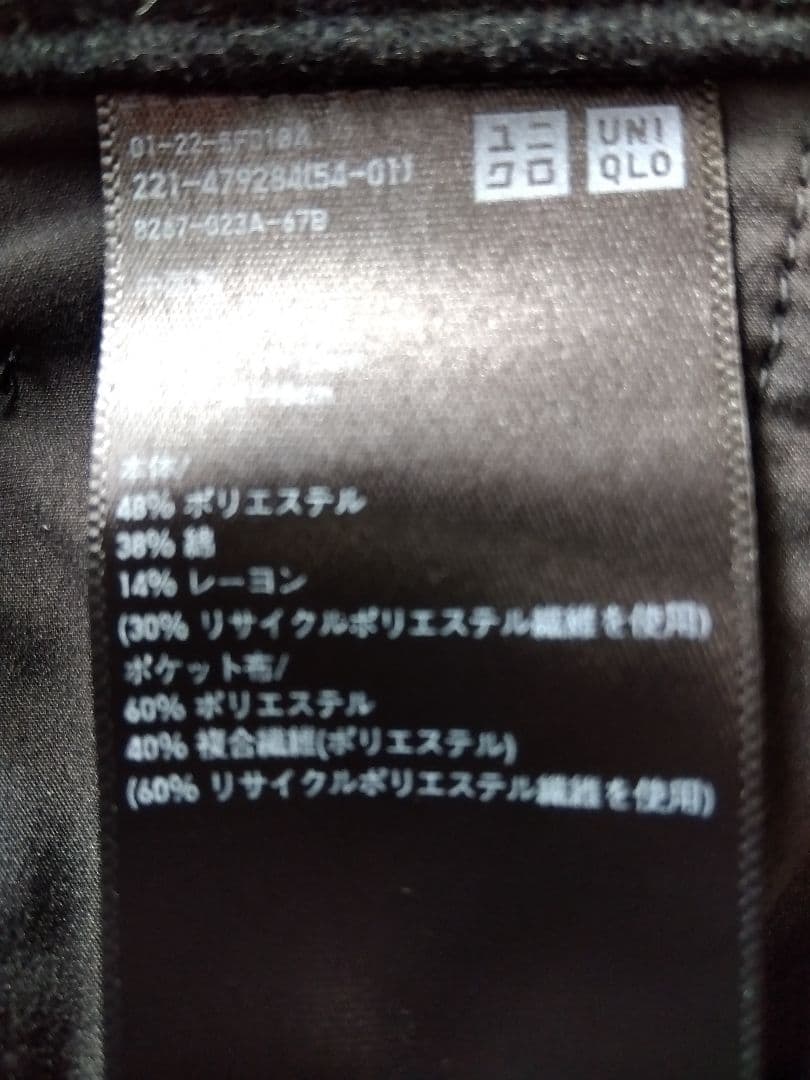 ユニ
クロ
UNI
QLO
221-479284(54-01)
8267-023A-67B
本体/
48% ポリエステル
38% 綿
14% レーヨン
(30% リサイクルポリエステル繊維を使用)
ポケット布/
60% ポリエステル
40% 複合繊維(ポリエステル)
(60% リサイクルポリエステル繊維を使用)